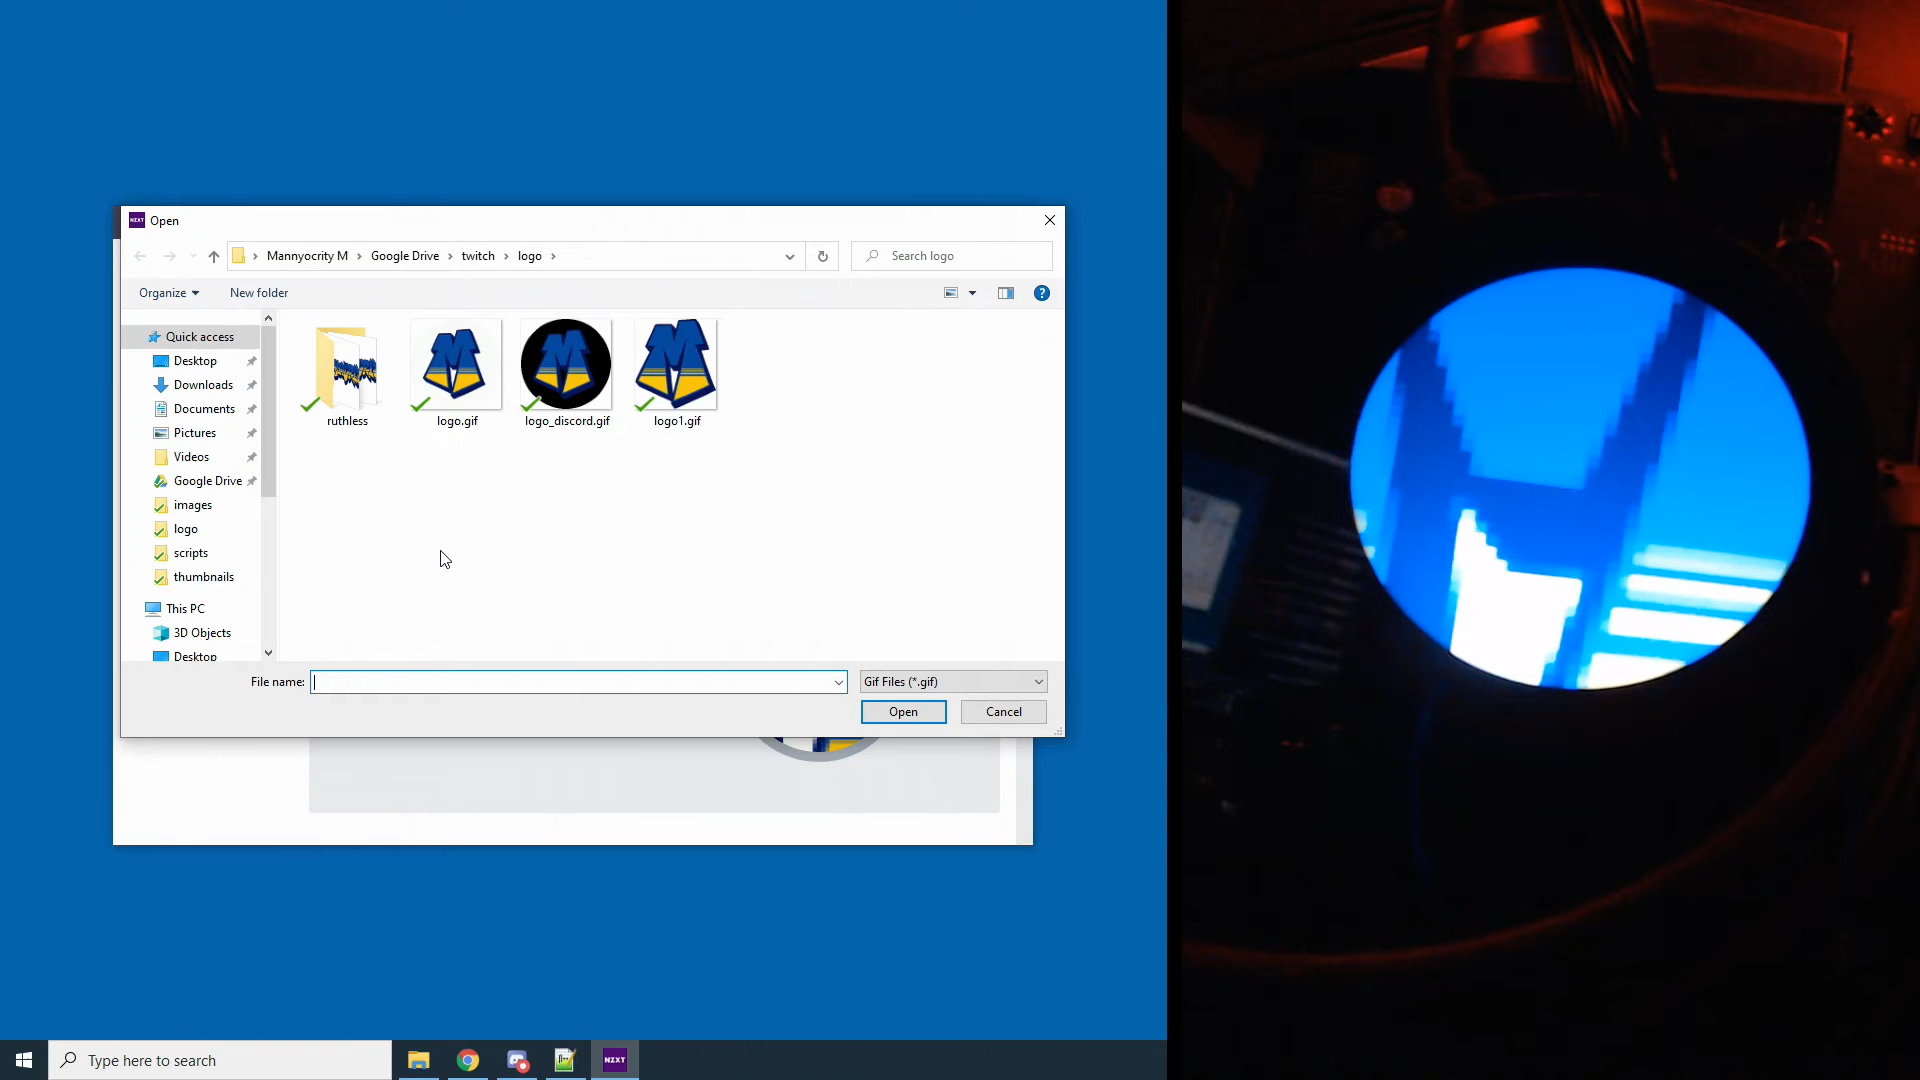 NZXT Open
Mannyocrity M Google Drive twitch logo
Search logo
Organize
New folder
?
Quick access
Desktop
Downloads
Documents
Pictures
Videos
Google Drive
images
logo
scripts
thumbnails
This PC
3D Objects
Desktop
ruthless
logo.gif
logo_discord.gif
logo1.gif
File name:
Gif Files (*.gif)
Open
Cancel
Type here to search
NZXT